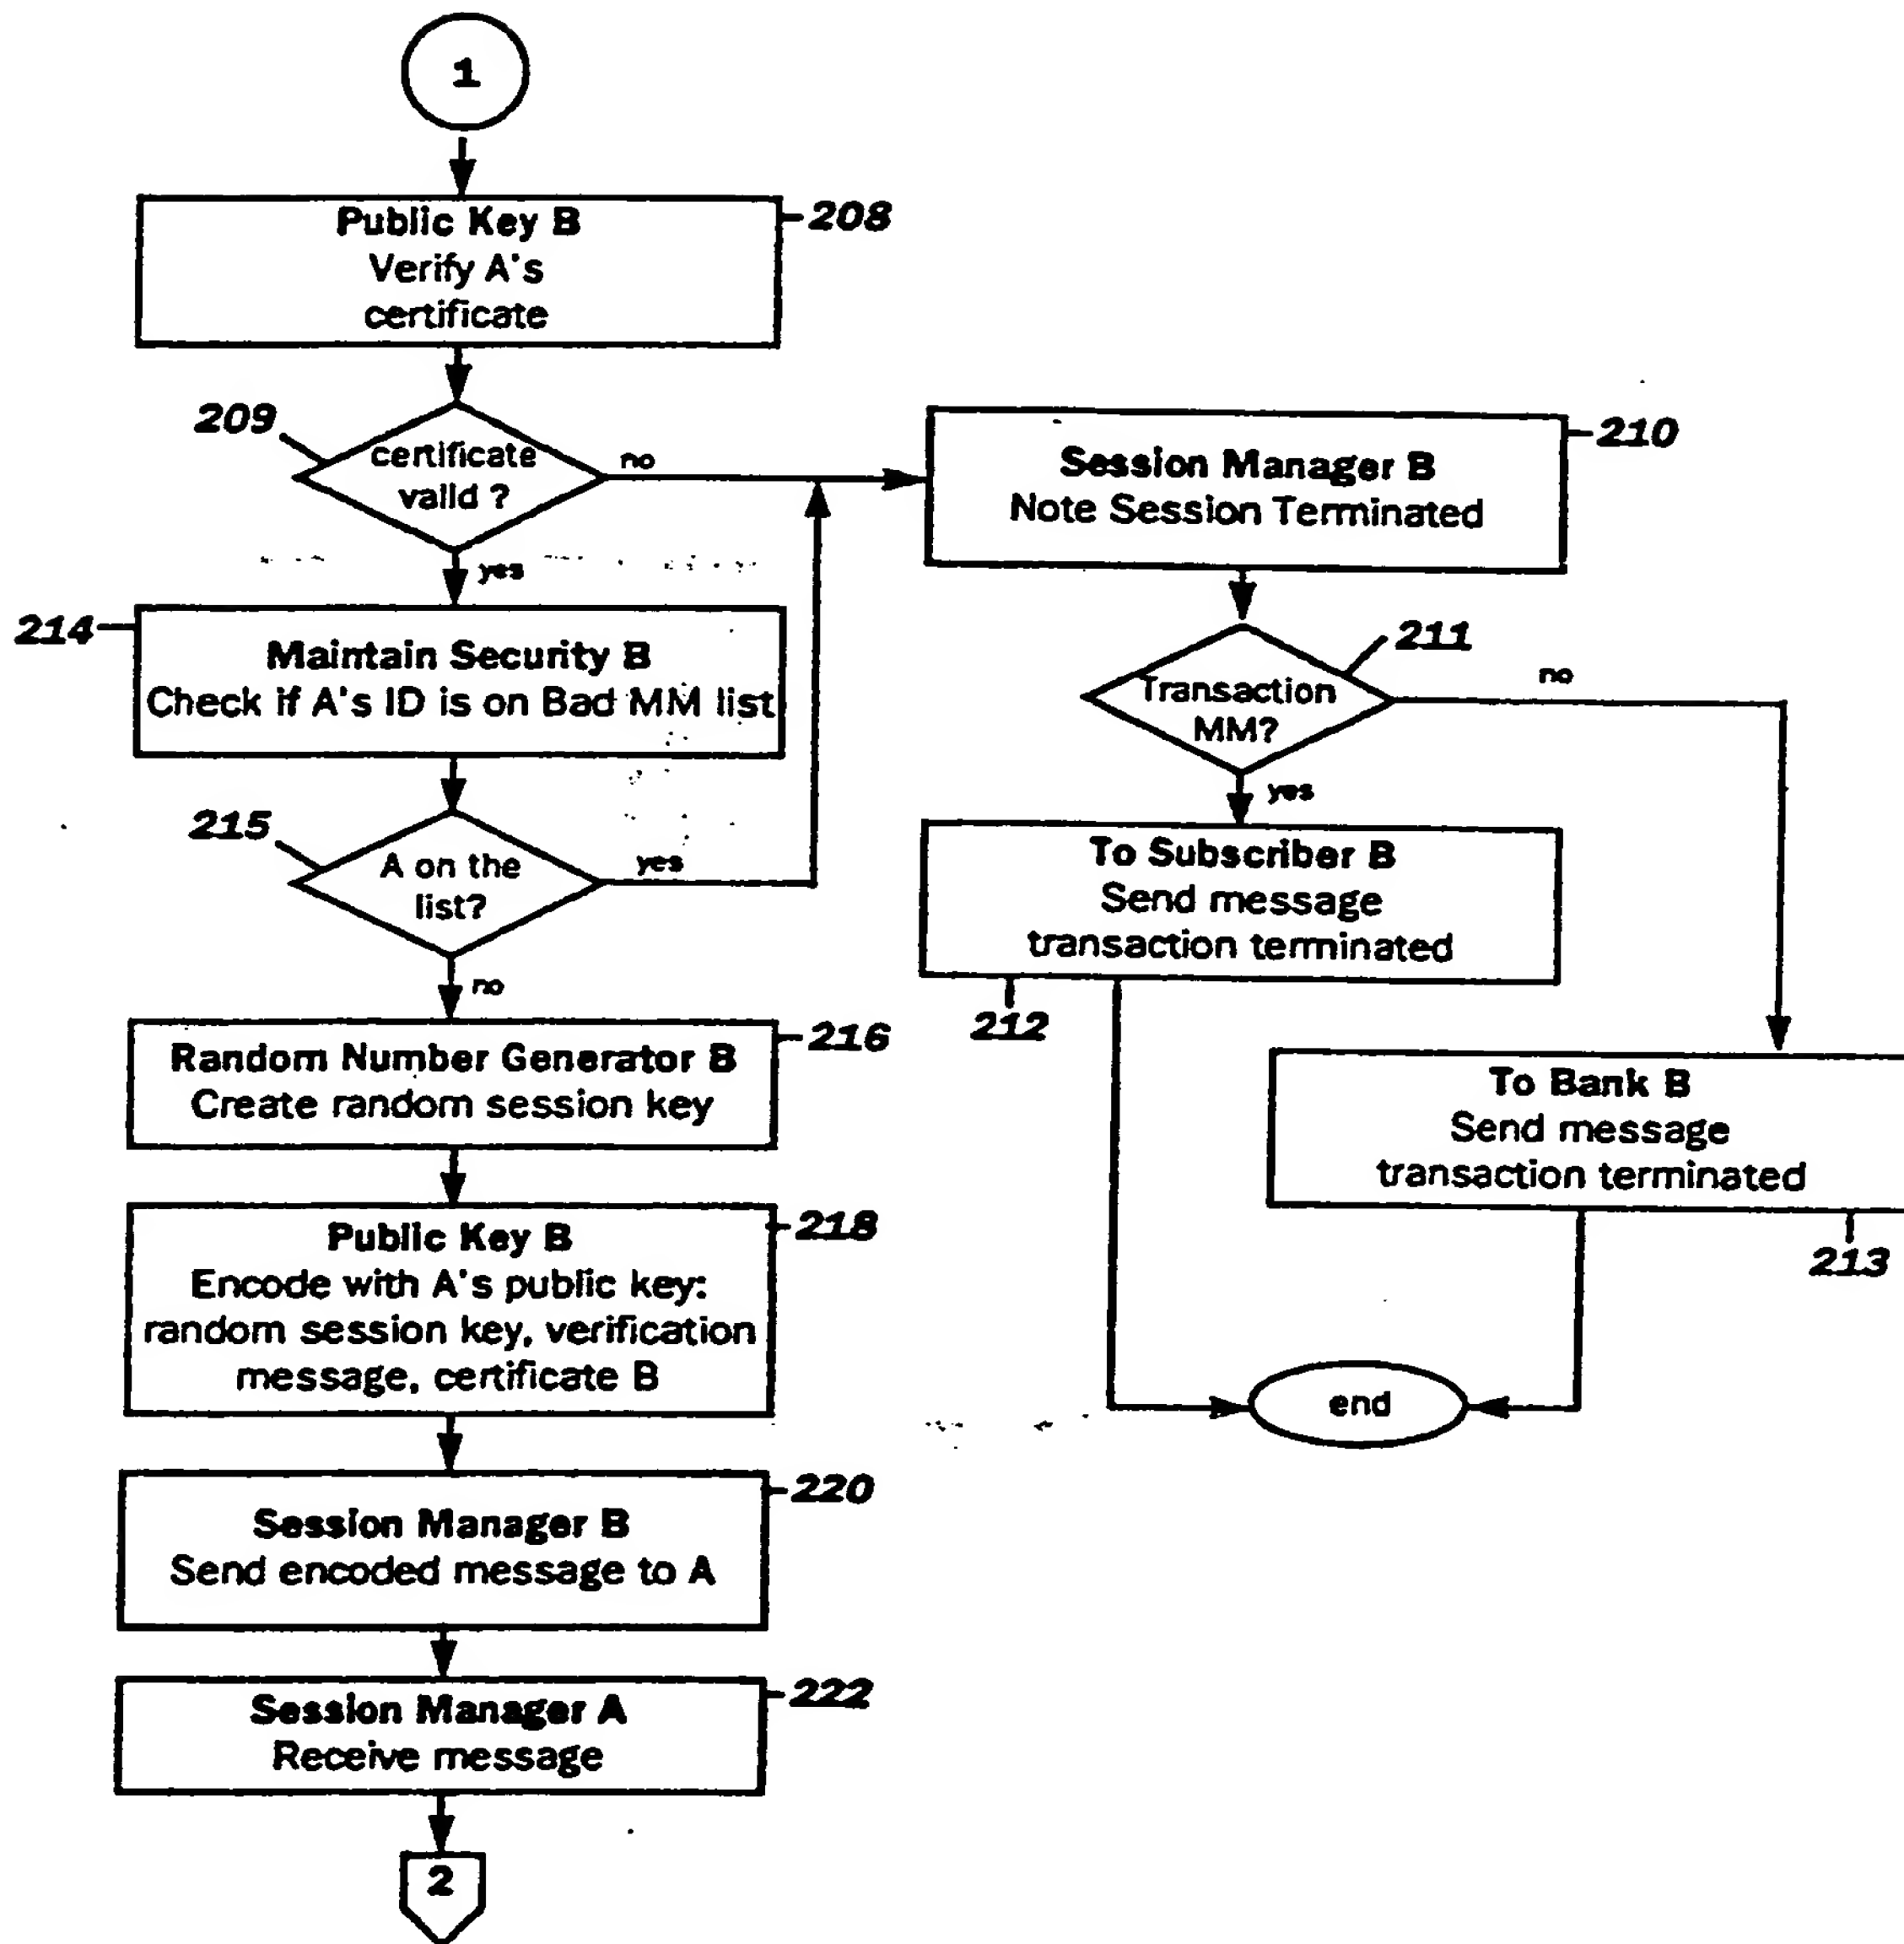 1
Public Key B
Verify A's
certificate
208
209
certificate
valid ?
no
yes
Session Manager B
Note Session Terminated
210
214
Maintain Security B
Check if A's ID is on Bad MM list
211
Transaction
MM?
no
yes
215
A on the
list?
yes
no
To Subscriber B
Send message
transaction terminated
212
Random Number Generator B
Create random session key
216
To Bank B
Send message
transaction terminated
213
Public Key B
Encode with A's public key:
random session key, verification
message, certificate B
218
end
Session Manager B
Send encoded message to A
220
Session Manager A
Receive message
222
2